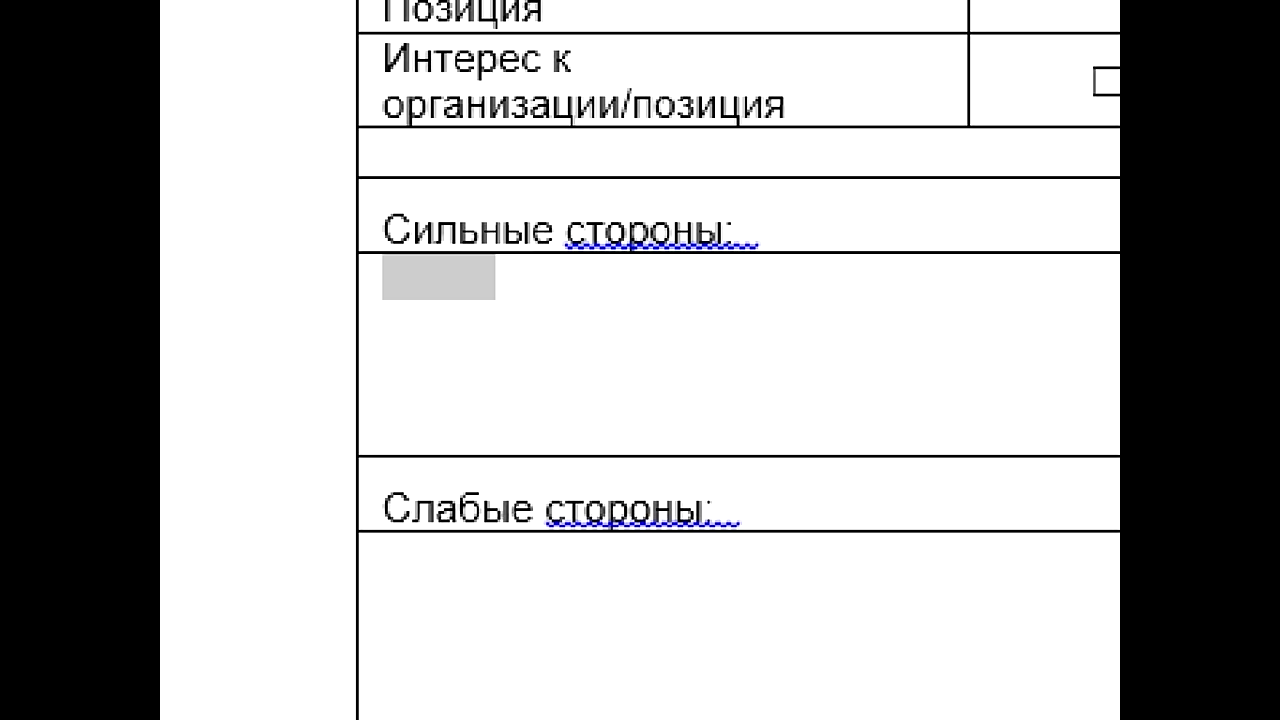 Позиция
Интерес к
организации/позиция
Сильные стороны:
Слабые стороны: